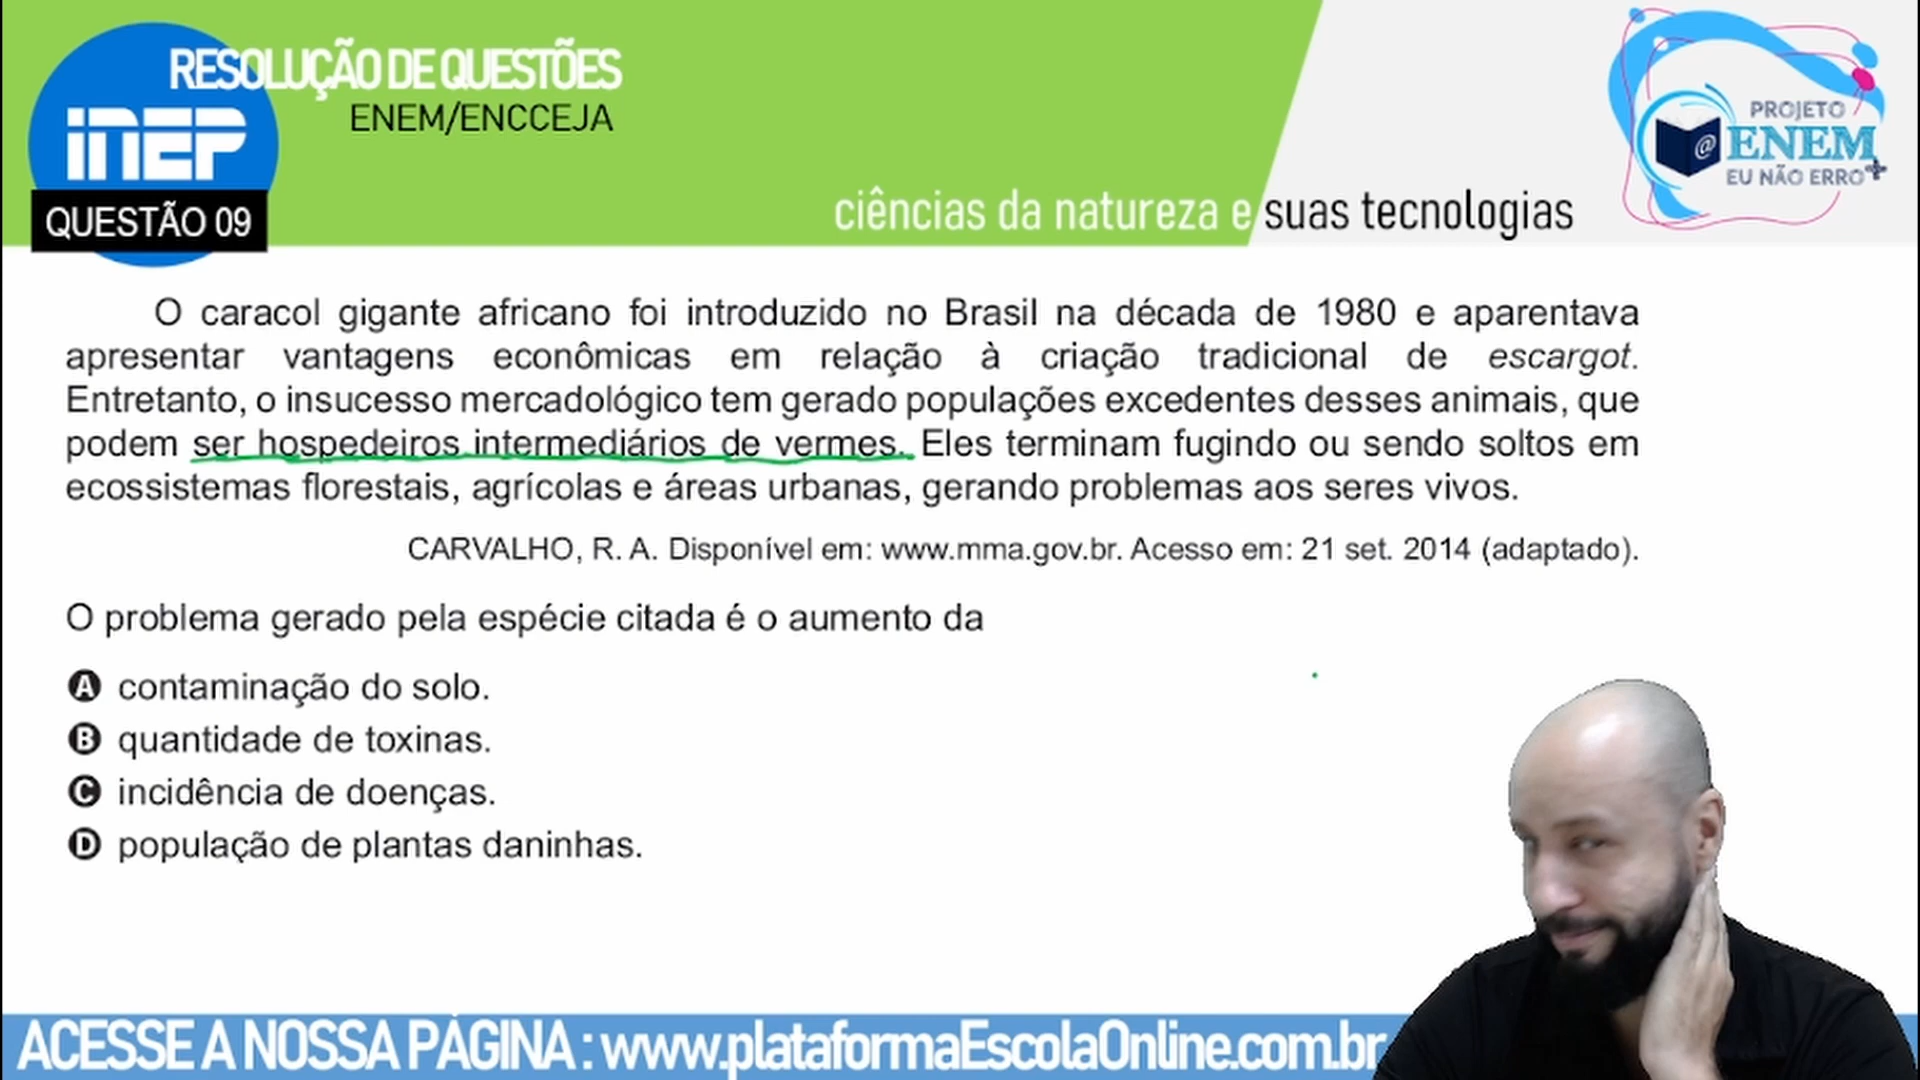 RESOLUÇÃO DE QUESTÕES
ENEM/ENCCEJA
inep
QUESTÃO 09
ciências da natureza e suas tecnologias
PROJETO
@ ENEM+
EU NÃO ERRO
O caracol gigante africano foi introduzido no Brasil na década de 1980 e aparentava
apresentar vantagens econômicas em relação à criação tradicional de escargot.
Entretanto, o insucesso mercadológico tem gerado populações excedentes desses animais, que
podem ser hospedeiros intermediários de vermes. Eles terminam fugindo ou sendo soltos em
ecossistemas florestais, agrícolas e áreas urbanas, gerando problemas aos seres vivos.
CARVALHO, R. A. Disponível em: www.mma.gov.br. Acesso em: 21 set. 2014 (adaptado).
O problema gerado pela espécie citada é o aumento da
A contaminação do solo.
B quantidade de toxinas.
C incidência de doenças.
D população de plantas daninhas.
ACESSE A NOSSA PÁGINA : www.plataformaEscolaOnline.com.br